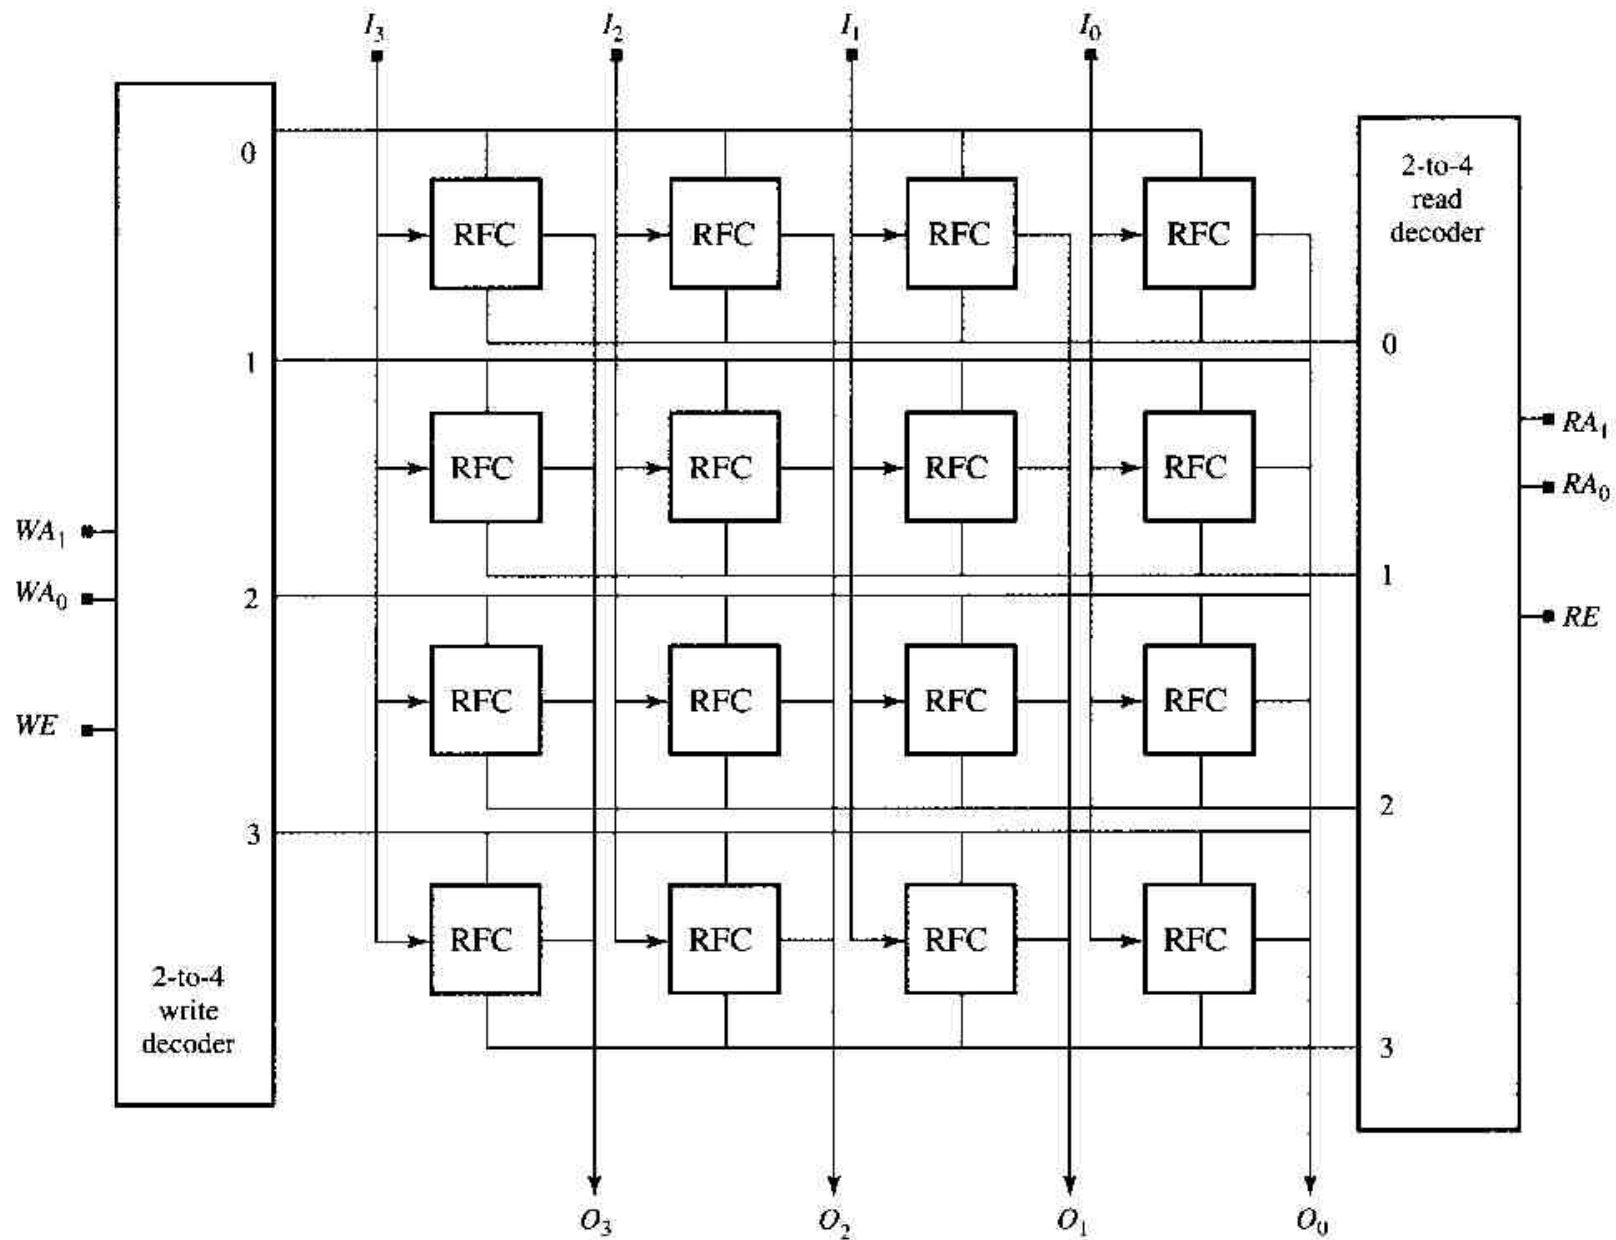 I₃ I₂ I₁ I₀
0
2-to-4
read
decoder
RFC RFC RFC RFC
0
1
RA₁
RFC RFC RFC RFC
RA₀
WA₁
1
WA₀
2
RE
RFC RFC RFC RFC
WE
2
3
RFC RFC RFC RFC
2-to-4
write
decoder
3
O₃ O₂ O₁ O₀